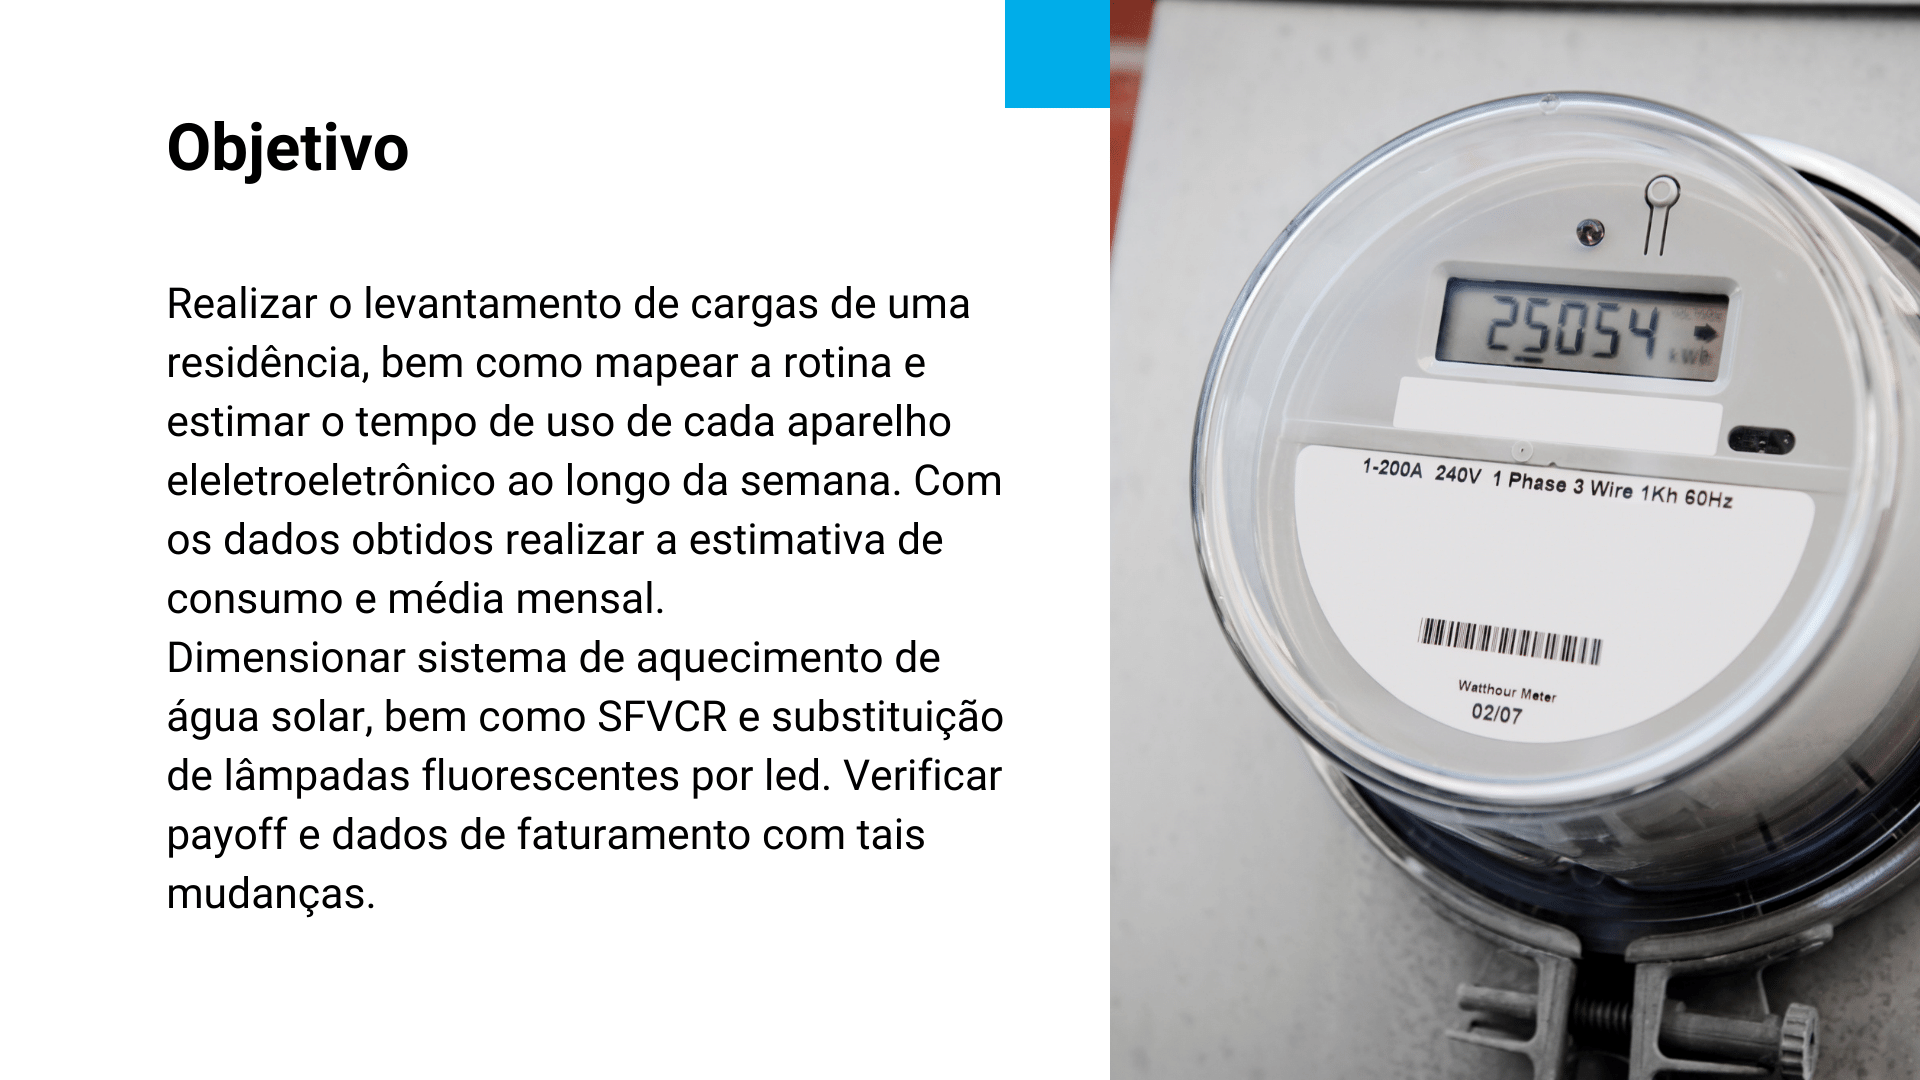 Objetivo
Realizar o levantamento de cargas de uma
residência, bem como mapear a rotina e
estimar o tempo de uso de cada aparelho
eleletroeletrônico ao longo da semana. Com
os dados obtidos realizar a estimativa de
consumo e média mensal.
Dimensionar sistema de aquecimento de
água solar, bem como SFVCR e substituição
de lâmpadas fluorescentes por led. Verificar
payoff e dados de faturamento com tais
mudanças.
25054
kWh
1-200A 240V 1 Phase 3 Wire 1Kh 60Hz
Watthour Meter
02/07